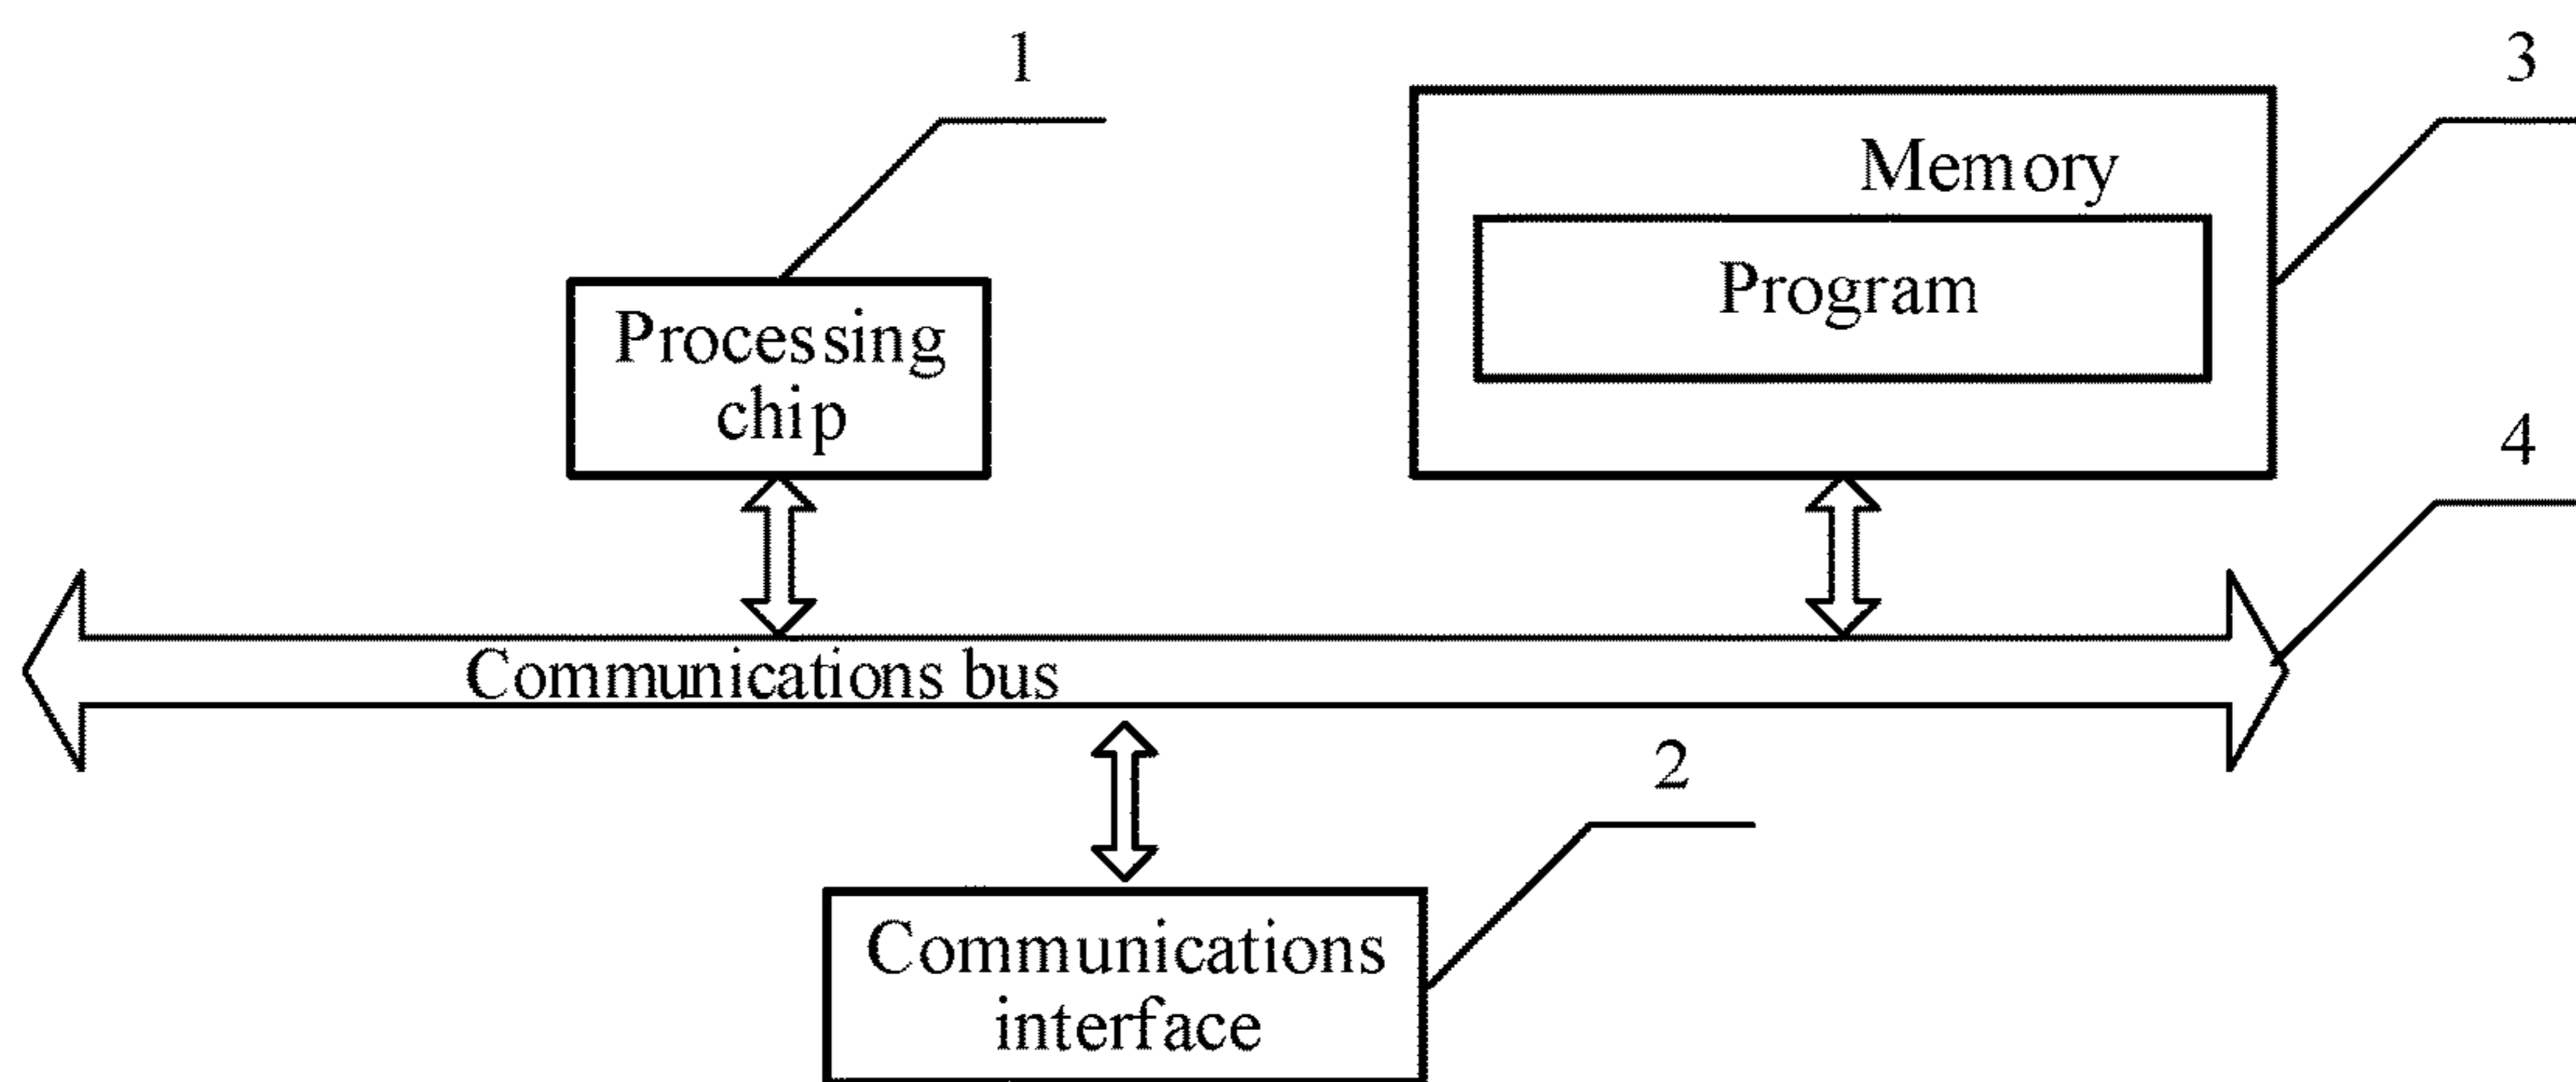 1
3
Memory
Program
Processing
chip
4
Communications bus
2
Communications
interface